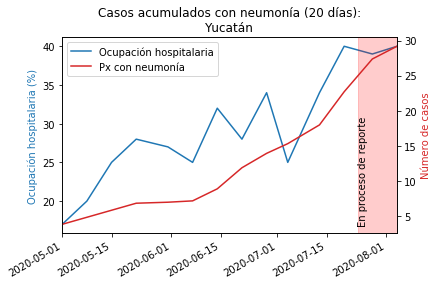 Casos acumulados con neumonía (20 días):
Yucatán
Ocupación hospitalaria
Px con neumonía
Ocupación hospitalaria (%)
40
35
30
25
20
30
25
20
15
10
5
Número de casos
En proceso de reporte
2020-05-01
2020-05-15
2020-06-01
2020-06-15
2020-07-01
2020-07-15
2020-08-01